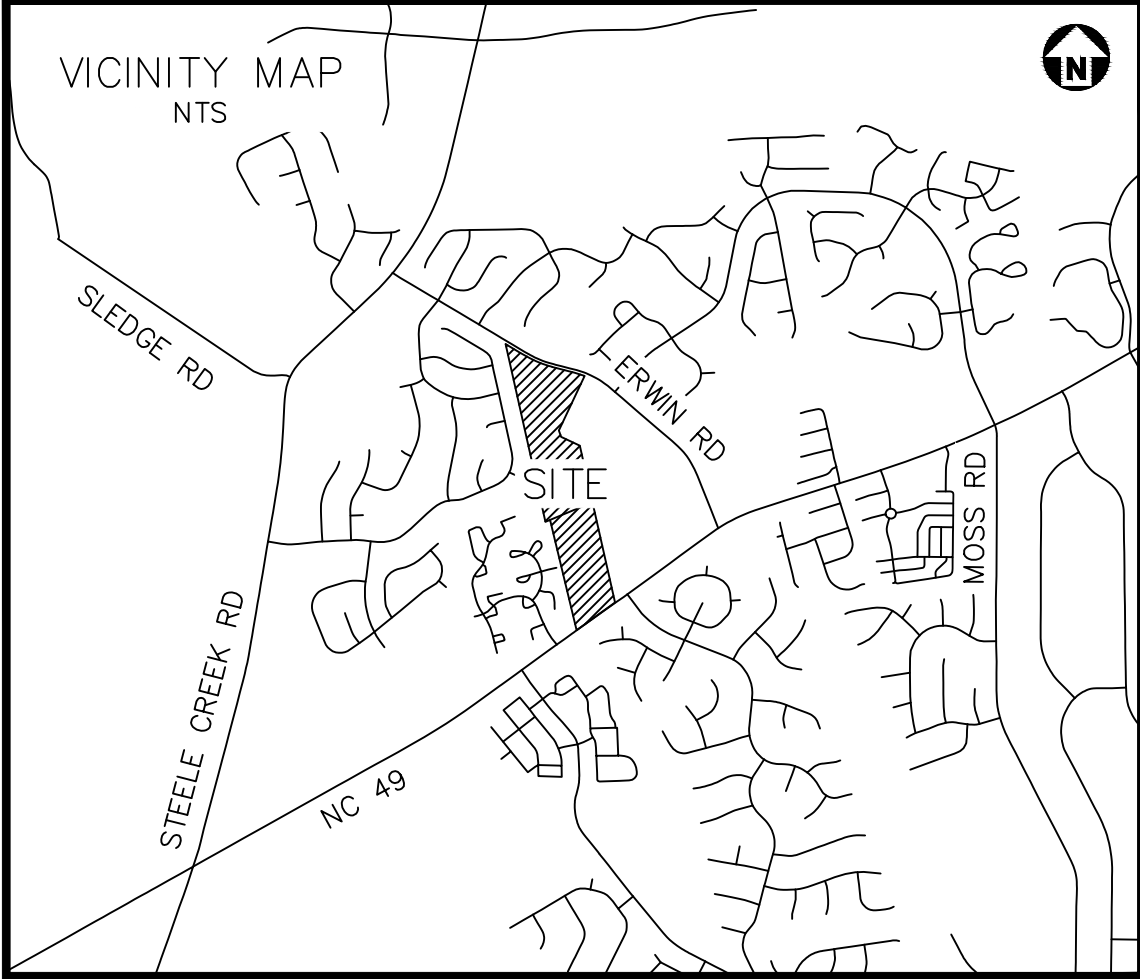 VICINITY MAP
NTS
N
SLEDGE RD
ERWIN RD
SITE
MOSS RD
STEELE CREEK RD
NC 49